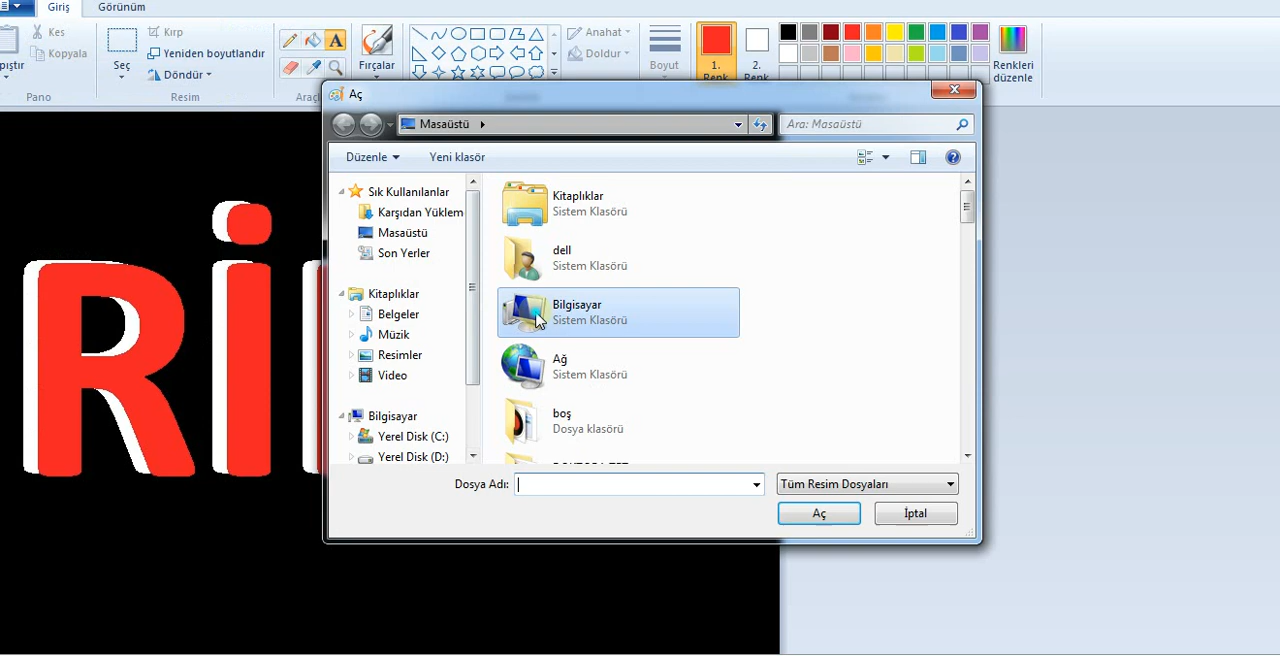 Giriş
Görünüm
Kes
Kopyala
pıştır
Pano
Seç
Kırp
Yeniden boyutlandır
Döndür
Resim
A
Araçl
Fırçalar
Anahat
Doldur
Boyut
1.
Renk
2.
Renk
Renkleri
düzenle
Aç
Masaüstü
Ara: Masaüstü
Düzenle
Yeni klasör
Sık Kullanılanlar
Karşıdan Yüklem
Masaüstü
Son Yerler
Kitaplıklar
Belgeler
Müzik
Resimler
Video
Bilgisayar
Yerel Disk (C:)
Yerel Disk (D:)
Kitaplıklar
Sistem Klasörü
dell
Sistem Klasörü
Bilgisayar
Sistem Klasörü
Ağ
Sistem Klasörü
boş
Dosya klasörü
Dosya Adı:
Tüm Resim Dosyaları
Aç
İptal
Ri